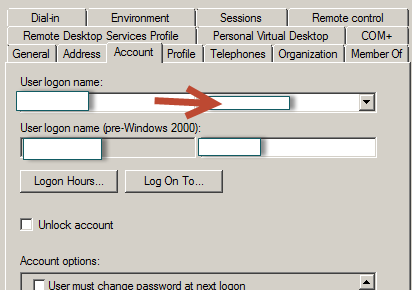 Dial-in Environment Sessions Remote control
Remote Desktop Services Profile Personal Virtual Desktop COM+
General Address Account Profile Telephones Organization Member Of
User logon name:
User logon name (pre-Windows 2000):
Logon Hours... Log On To...
Unlock account
Account options:
User must change password at next logon